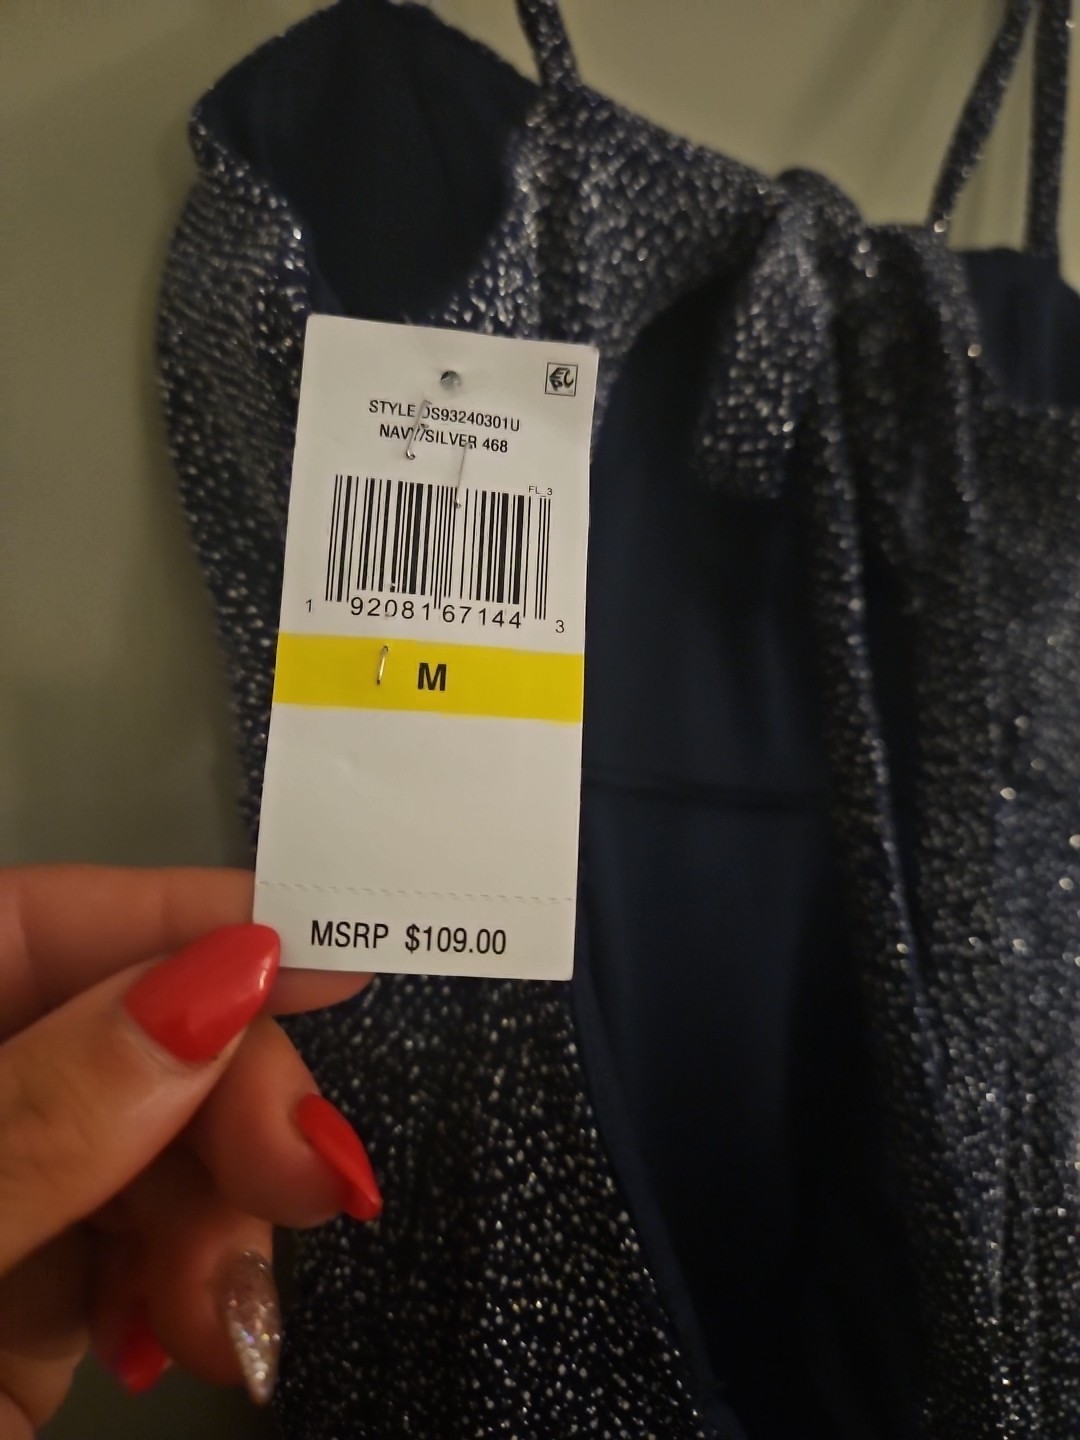 STYLE DS93240301U
NAVY/SILVER 468
FL_3
1 92081 67144 3
M
MSRP $109.00